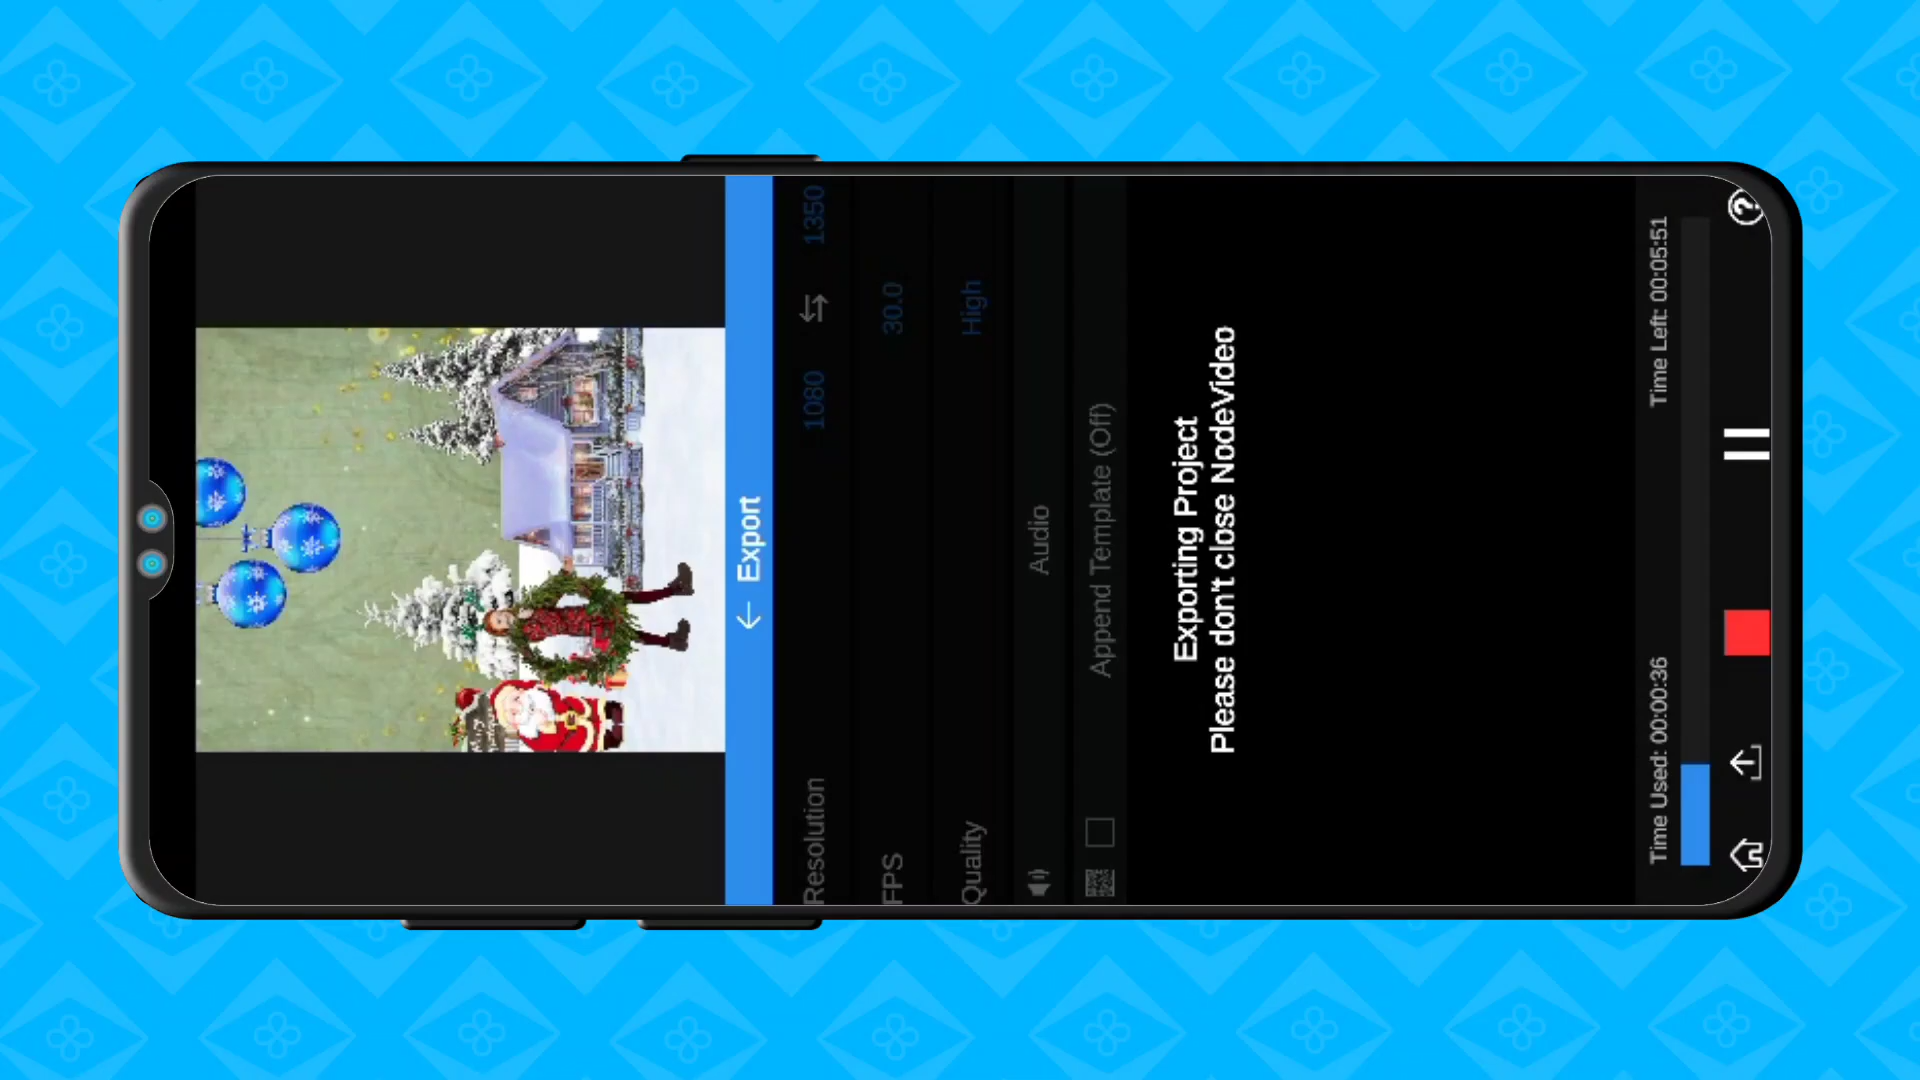 ← Export
Resolution 1080 1350
FPS 30.0
Quality High
Audio
Append Template (Off)
Exporting Project
Please don't close NodeVideo
Time Used: 00:00:36 Time Left: 00:05:51